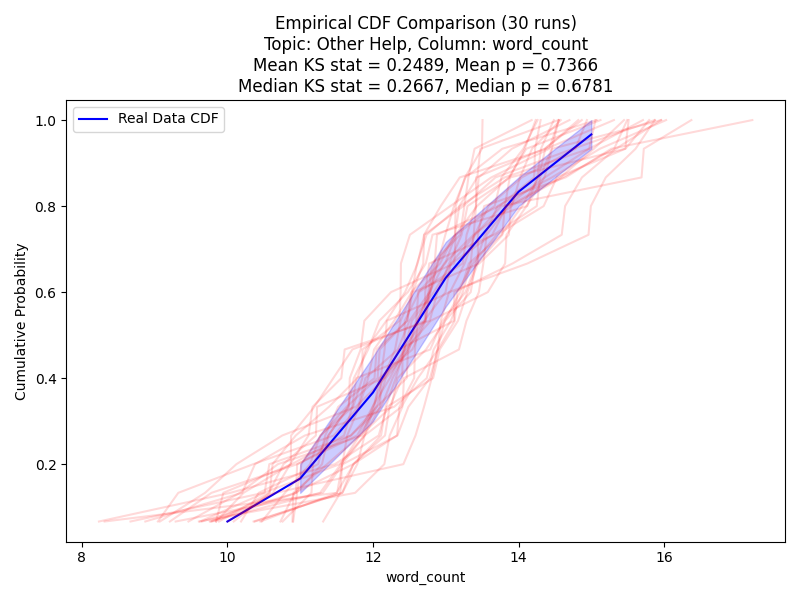 Empirical CDF Comparison (30 runs)
Topic: Other Help, Column: word_count
Mean KS stat = 0.2489, Mean p = 0.7366
Median KS stat = 0.2667, Median p = 0.6781
Real Data CDF
1.0
0.8
0.6
0.4
0.2
Cumulative Probability
8 10 12 14 16
word_count